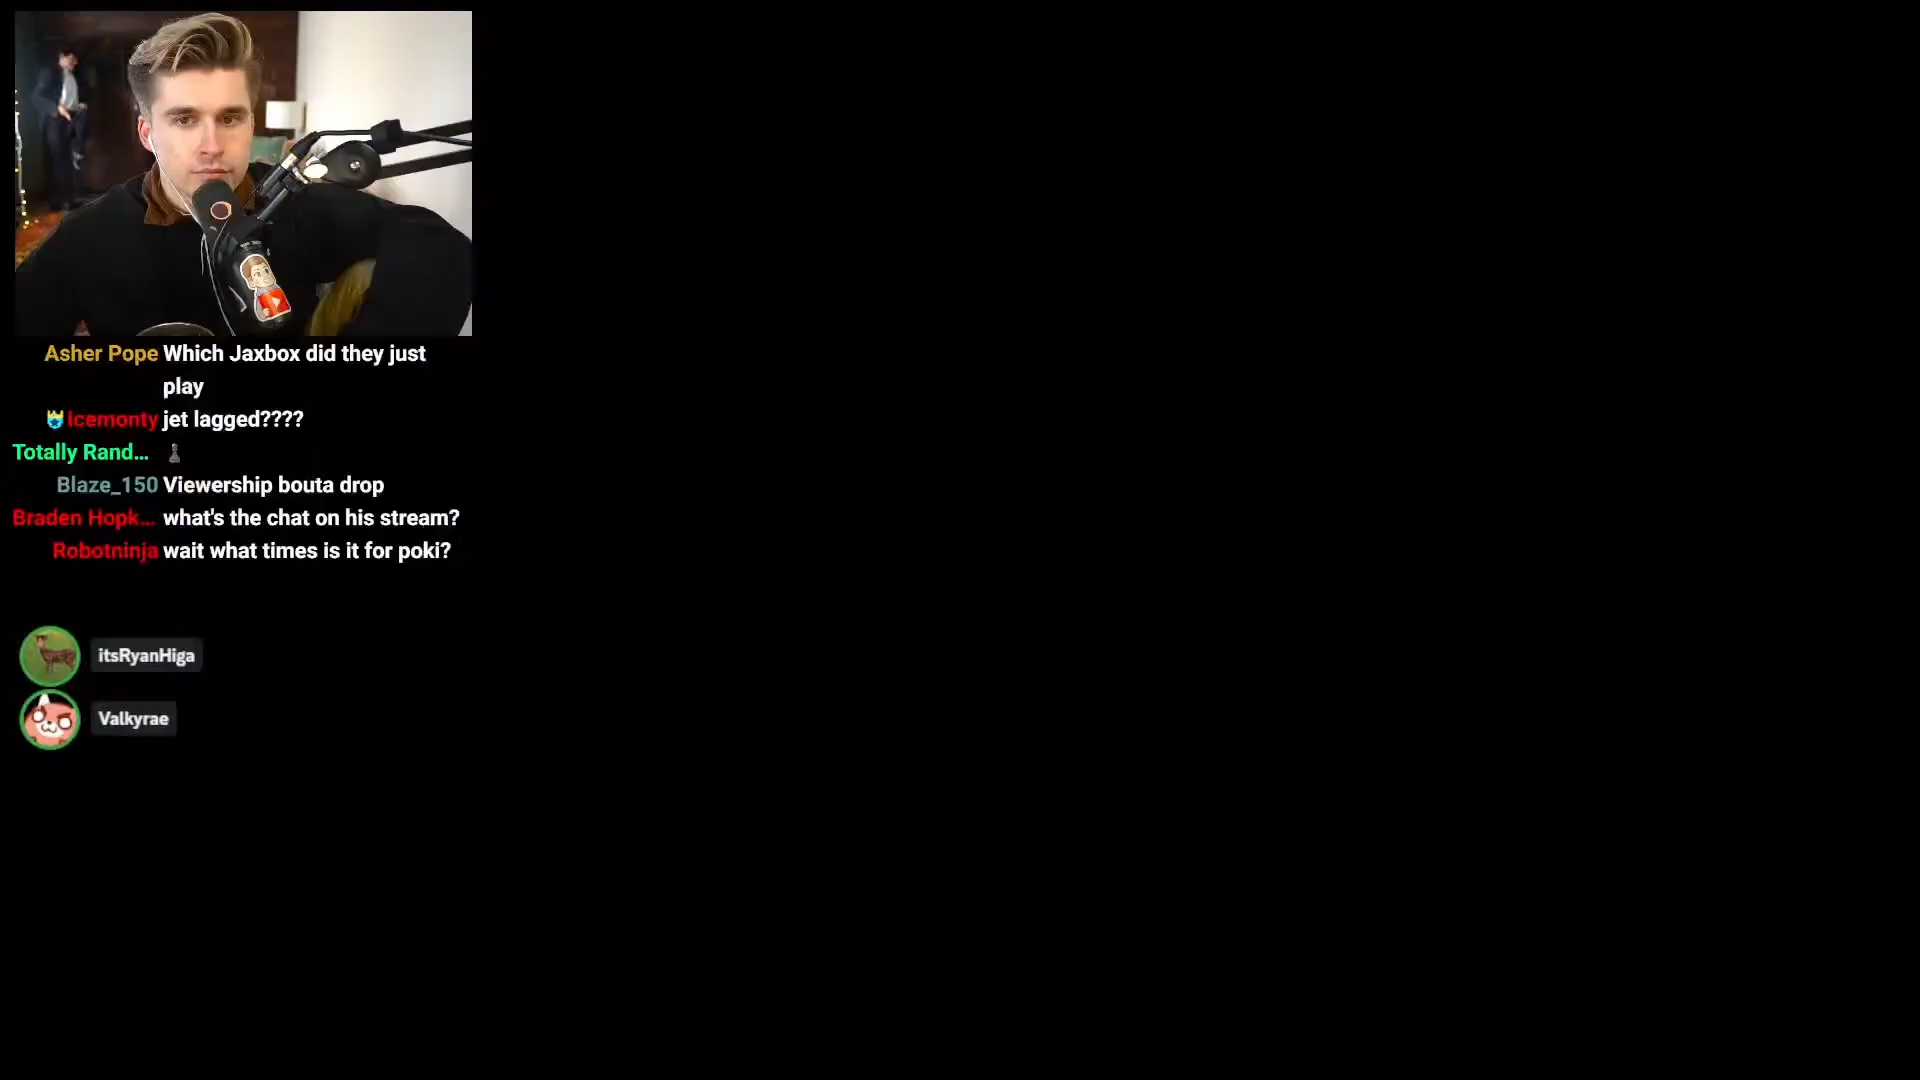 Asher Pope Which Jaxbox did they just
play
Icemonty jet lagged????
Totally Rand...
Blaze_150 Viewership bouta drop
Braden Hopk... what's the chat on his stream?
Robotninja wait what times is it for poki?
itsRyanHiga
Valkyrae